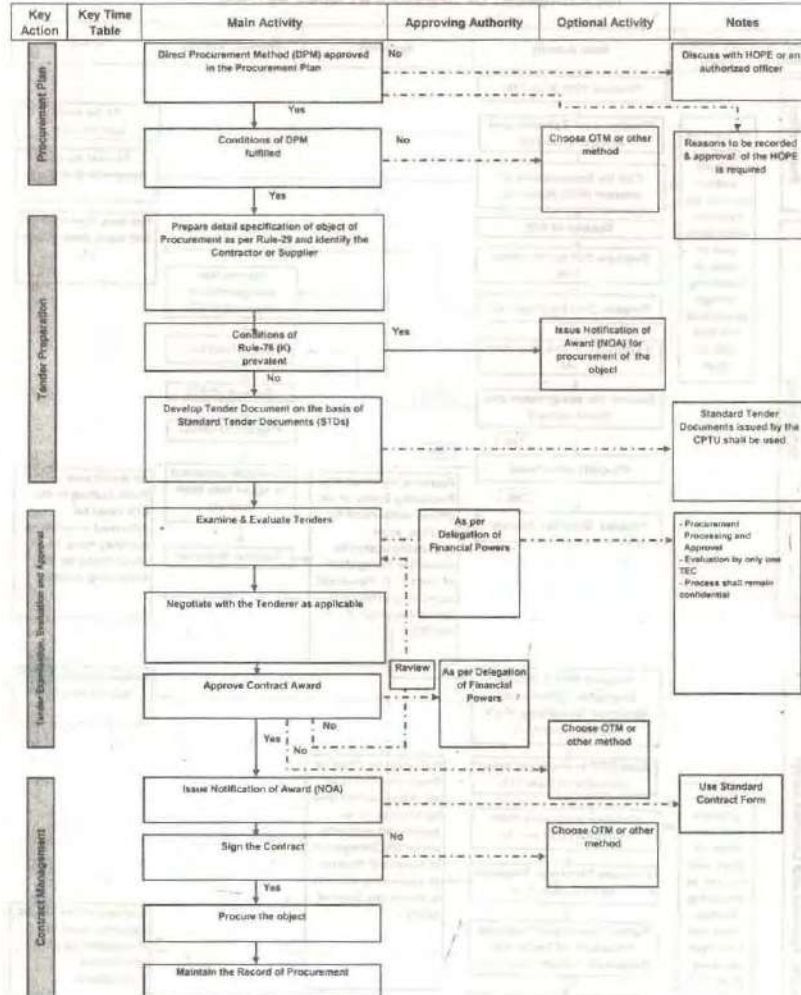 Key Action
Key Time Table
Main Activity
Approving Authority
Optional Activity
Notes
Procurement Plan
Direct Procurement Method (DPM) approved
in the Procurement Plan
No
Discuss with HOPE or an
authorized officer
Yes
Conditions of DPM
fulfilled
No
Choose OTM or other
method
Reasons to be recorded
& approval of the HOPE
is required
Yes
Tender Preparation
Prepare detail specification of object of
Procurement as per Rule-29 and identify the
Contractor or Supplier
Conditions of
Rule-76 (K)
prevalent
Yes
Issue Notification of
Award (NOA) for
procurement of the
object
No
Develop Tender Document on the basis of
Standard Tender Documents (STDs)
Standard Tender
Documents issued by the
CPTU shall be used
Tender Examination, Evaluation and Approval
Examine & Evaluate Tenders
As per
Delegation of
Financial Powers
- Procurement
Processing and
Approval
- Evaluation by only one
TEC
- Process shall remain
confidential
Negotiate with the Tenderer as applicable
Review
Approve Contract Award
As per Delegation
of Financial
Powers
No
Yes
No
Choose OTM or
other method
Contract Management
Issue Notification of Award (NOA)
Use Standard
Contract Form
Sign the Contract
No
Choose OTM or other
method
Yes
Procure the object
Maintain the Record of Procurement